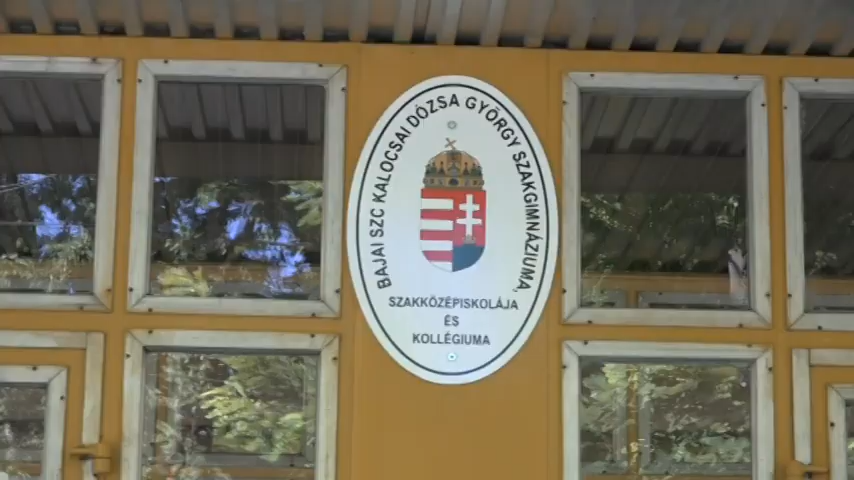 BAJAI SZC KALOCSAI DÓZSA GYÖRGY SZAKGIMNÁZIUMA,
SZAKKÖZÉPISKOLÁJA
ÉS
KOLLÉGIUMA